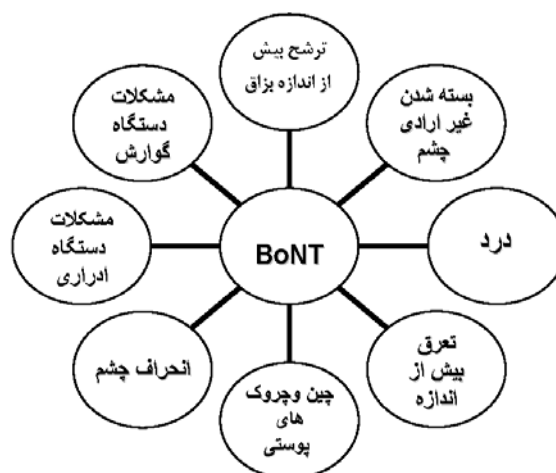 ترشح بیش
از اندازه بزاق
بسته شدن
غیر ارادی
چشم
درد
تعرق
بیش از
اندازه
چین وچروک
های
پوستی
انحراف چشم
مشکلات
دستگاه
ادراری
مشکلات
دستگاه
گوارش
BoNT